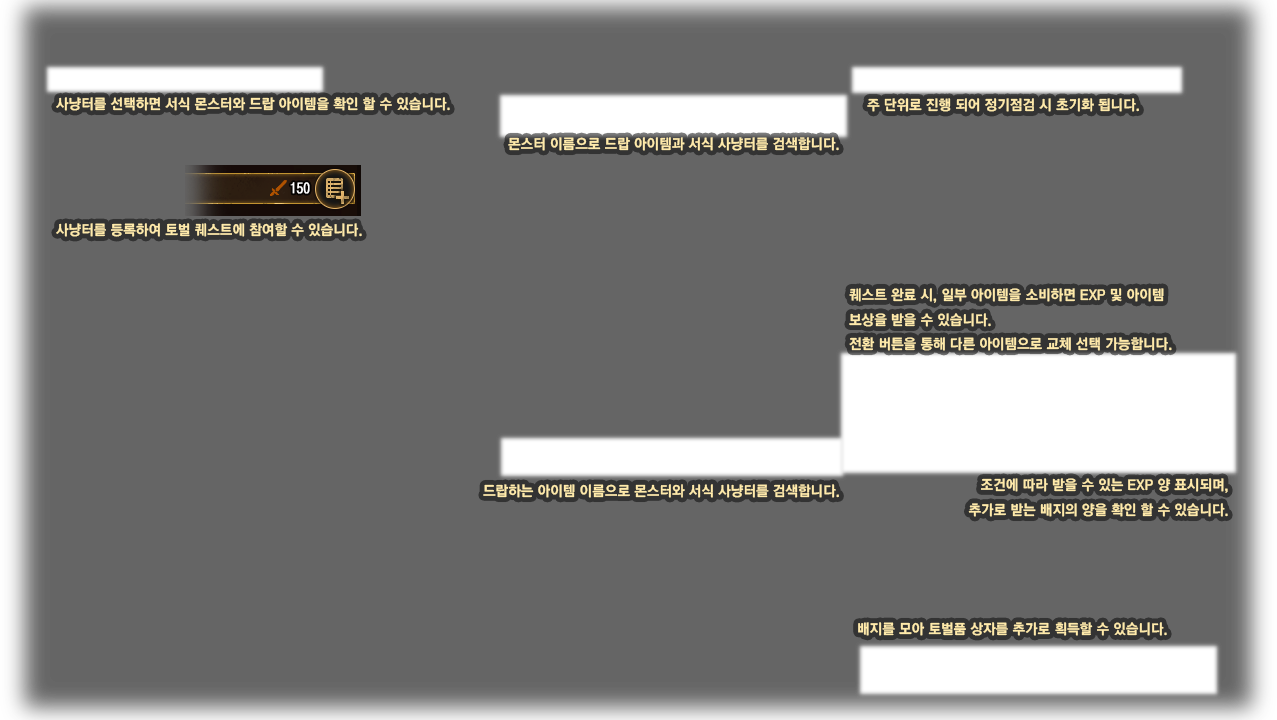 사냥터를 선택하면 서식 몬스터와 드랍 아이템을 확인 할 수 있습니다.
150
사냥터를 등록하여 토벌 퀘스트에 참여할 수 있습니다.
몬스터 이름으로 드랍 아이템과 서식 사냥터를 검색합니다.
드랍하는 아이템 이름으로 몬스터와 서식 사냥터를 검색합니다.
주 단위로 진행 되어 정기점검 시 초기화 됩니다.
퀘스트 완료 시, 일부 아이템을 소비하면 EXP 및 아이템
보상을 받을 수 있습니다.
전환 버튼을 통해 다른 아이템으로 교체 선택 가능합니다.
조건에 따라 받을 수 있는 EXP 양 표시되며,
추가로 받는 배지의 양을 확인 할 수 있습니다.
배지를 모아 토벌품 상자를 추가로 획득할 수 있습니다.